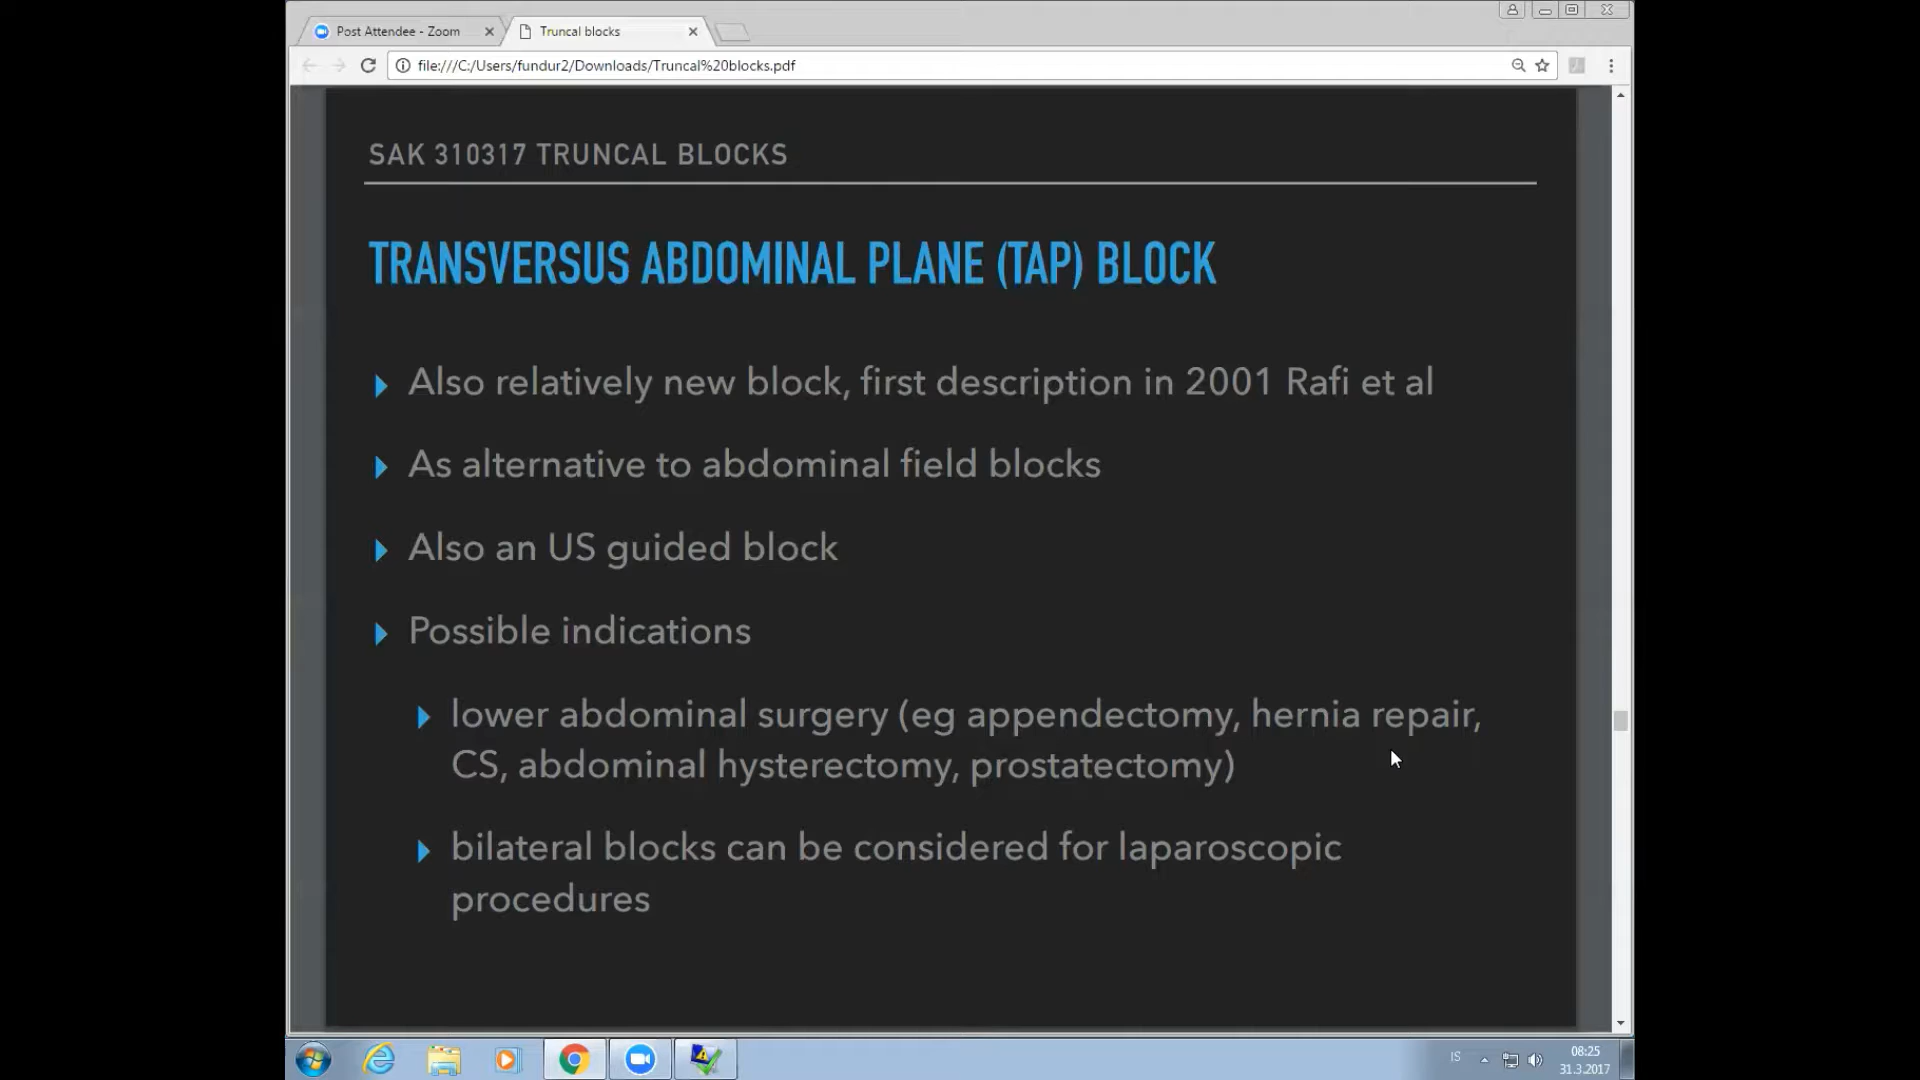 Post Attendee - Zoom
Truncal blocks
file:///C:/Users/fundur2/Downloads/Truncal%20blocks.pdf
SAK 310317 TRUNCAL BLOCKS
TRANSVERSUS ABDOMINAL PLANE (TAP) BLOCK
Also relatively new block, first description in 2001 Rafi et al
As alternative to abdominal field blocks
Also an US guided block
Possible indications
lower abdominal surgery (eg appendectomy, hernia repair,
CS, abdominal hysterectomy, prostatectomy)
bilateral blocks can be considered for laparoscopic
procedures
IS
08:25
31.3.2017